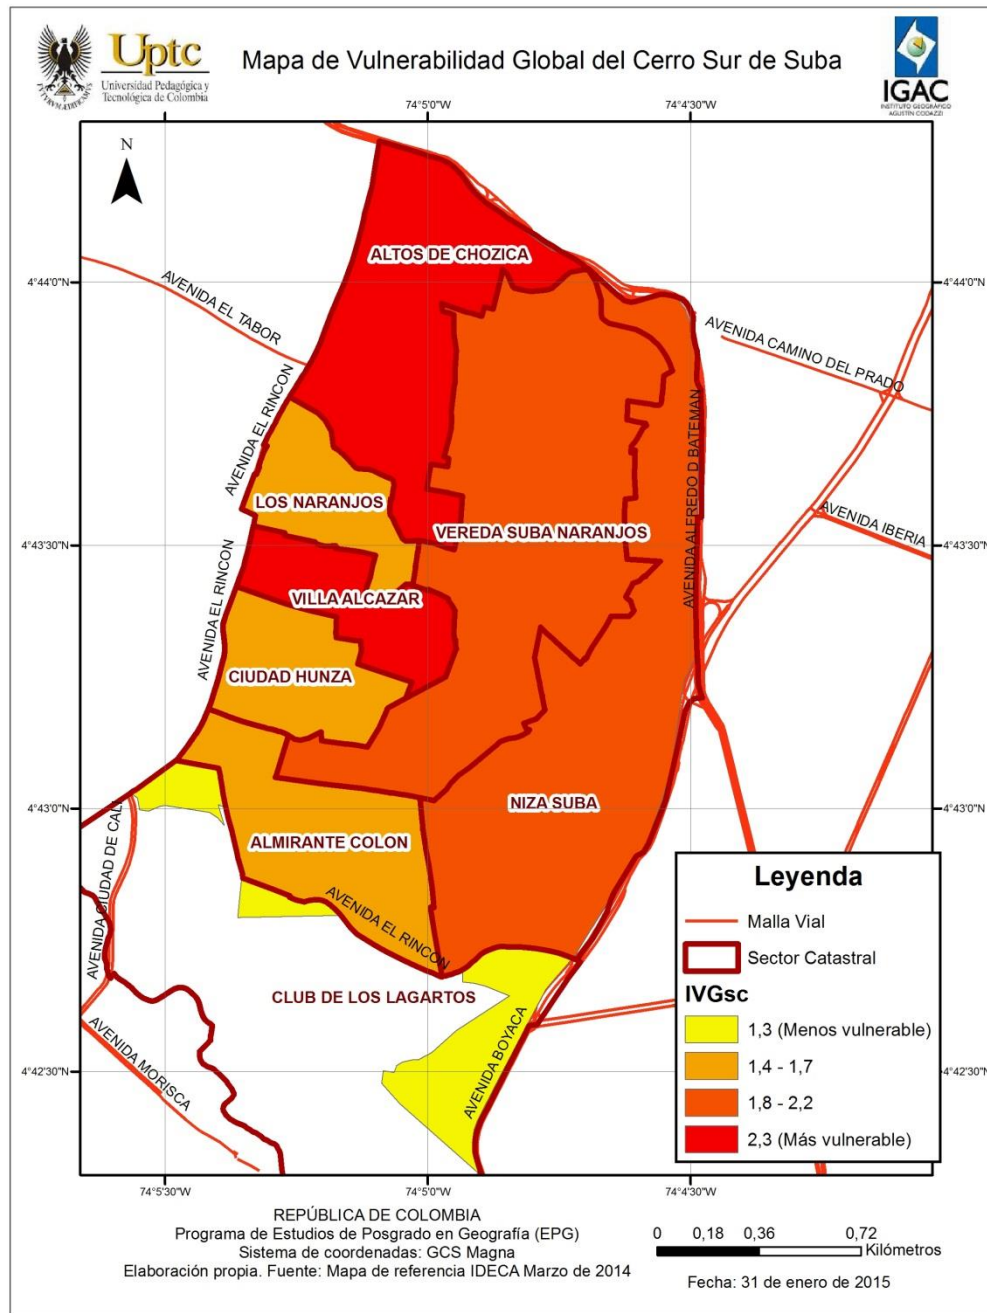 Uptc
Universidad Pedagógica y
Tecnológica de Colombia
Mapa de Vulnerabilidad Global del Cerro Sur de Suba
IGAC
INSTITUTO GEOGRÁFICO
AGUSTÍN CODAZZI
74°5'0"W
74°4'30"W
N
ALTOS DE CHOZICA
4°44'0"N
4°44'0"N
AVENIDA EL TABOR
AVENIDA CAMINO DEL PRADO
AVENIDA EL RINCON
AVENIDA ALFREDO D BATEMAN
LOS NARANJOS
VEREDA SUBA NARANJOS
AVENIDA IBERIA
4°43'30"N
4°43'30"N
AVENIDA EL RINCON
VILLA ALCAZAR
CIUDAD HUNZA
NIZA SUBA
4°43'0"N
4°43'0"N
AVENIDA CIUDAD DE CALI
ALMIRANTE COLON
AVENIDA EL RINCON
CLUB DE LOS LAGARTOS
AVENIDA MORISCA
AVENIDA BOYACA
4°42'30"N
4°42'30"N
Leyenda
Malla Vial
Sector Catastral
IVGsc
1,3 (Menos vulnerable)
1,4 - 1,7
1,8 - 2,2
2,3 (Más vulnerable)
74°5'30"W
74°5'0"W
74°4'30"W
REPÚBLICA DE COLOMBIA
Programa de Estudios de Posgrado en Geografía (EPG)
Sistema de coordenadas: GCS Magna
Elaboración propia. Fuente: Mapa de referencia IDECA Marzo de 2014
0 0,18 0,36 0,72
Kilómetros
Fecha: 31 de enero de 2015